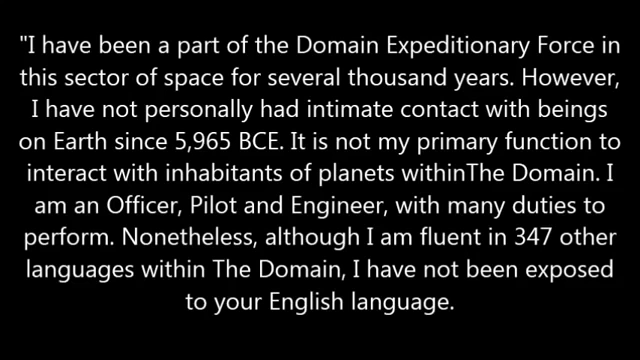 "I have been a part of the Domain Expeditionary Force in
this sector of space for several thousand years. However,
I have not personally had intimate contact with beings
on Earth since 5,965 BCE. It is not my primary function to
interact with inhabitants of planets withinThe Domain. I
am an Officer, Pilot and Engineer, with many duties to
perform. Nonetheless, although I am fluent in 347 other
languages within The Domain, I have not been exposed
to your English language.